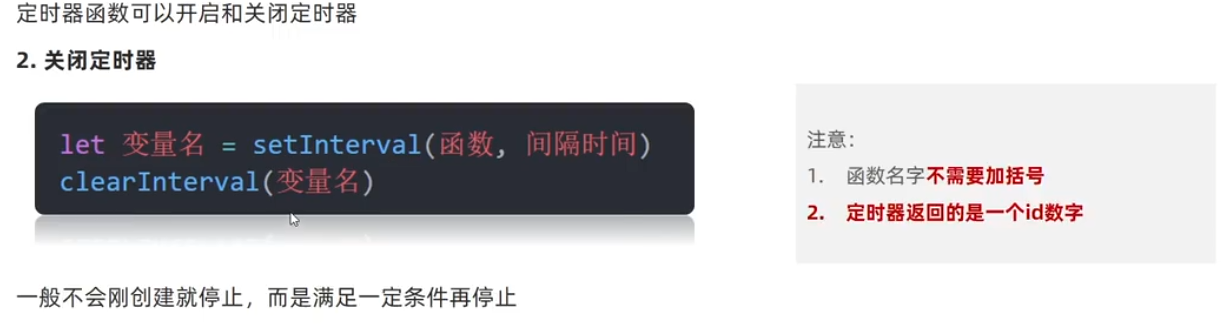 定时器函数可以开启和关闭定时器
2. 关闭定时器
let 变量名 = setInterval(函数, 间隔时间)
clearInterval(变量名)
注意：
1. 函数名字不需要加括号
2. 定时器返回的是一个id数字
一般不会刚创建就停止，而是满足一定条件再停止